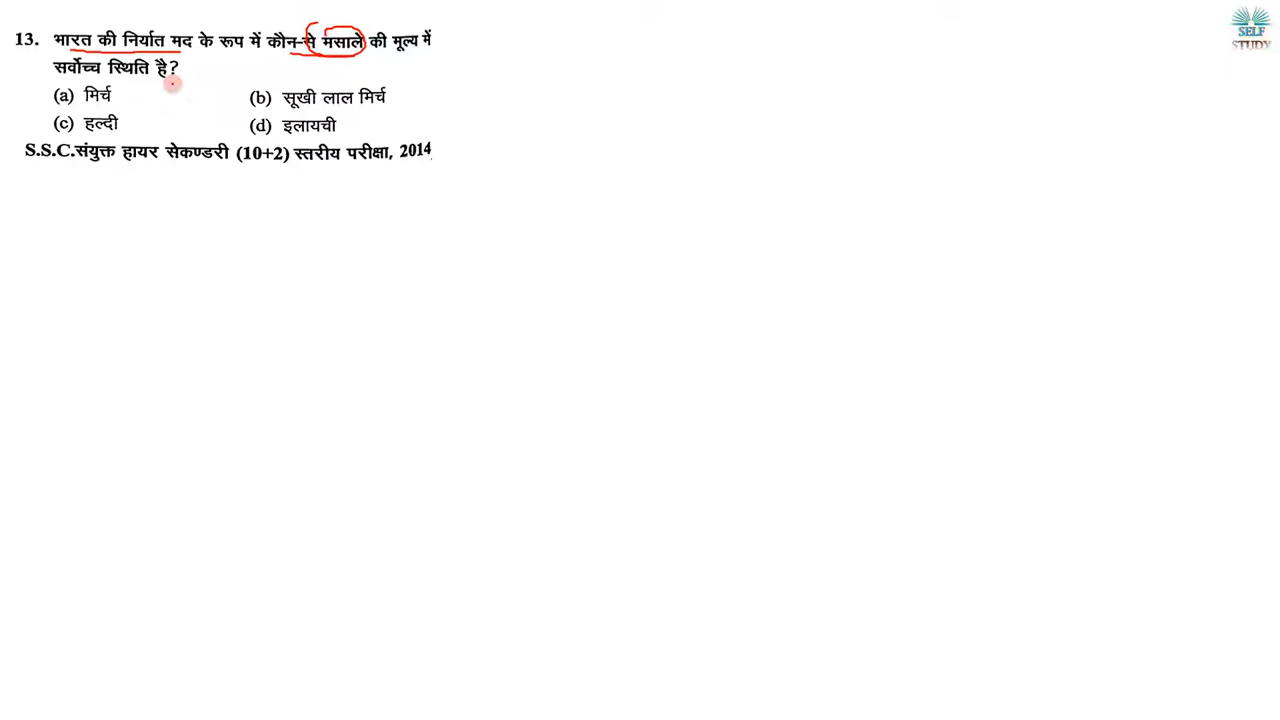 13. भारत की निर्यात मद के रूप में कौन-से मसाले की मूल्य में
सर्वोच्च स्थिति है?
(a) मिर्च (b) सूखी लाल मिर्च
(c) हल्दी (d) इलायची
S.S.C.संयुक्त हायर सेकण्डरी (10+2) स्तरीय परीक्षा, 2014
SELF
STUDY